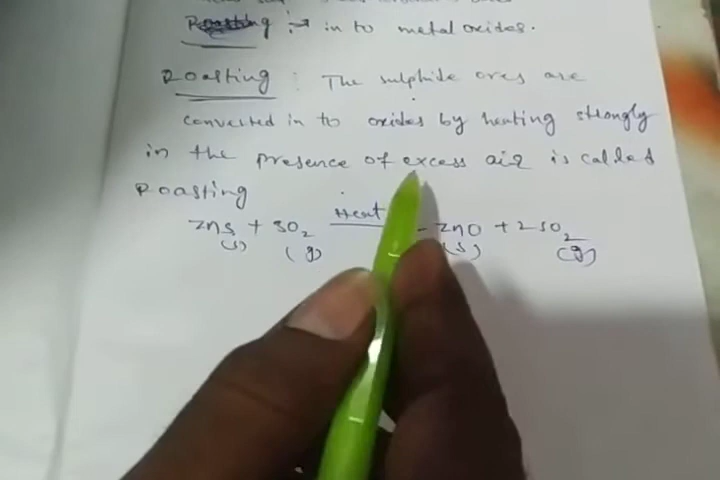 Roasting :→ in to metal oxides.
Roasting : The sulphide ores are
converted in to oxides by heating strongly
in the presence of excess air is called
Roasting
ZnS + 3O2 Heat ZnO + 2SO2
(s) (g) (s) (g)